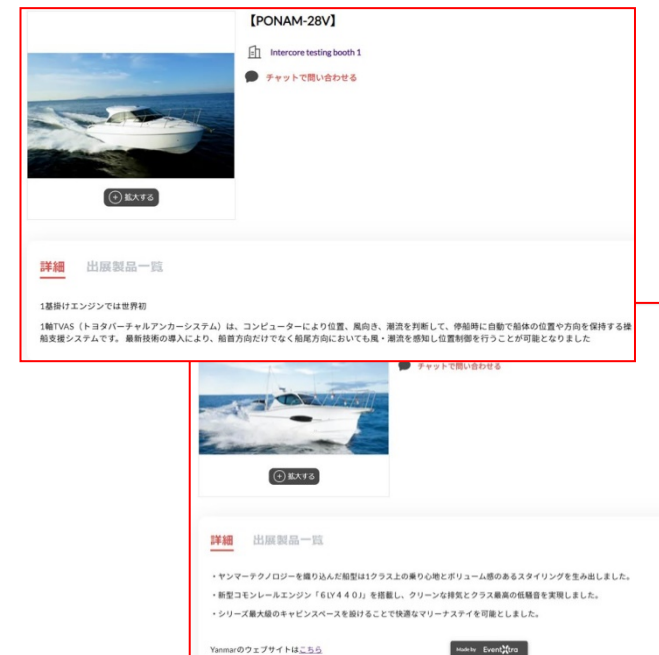 【PONAM-28V】
Intercore testing booth 1
チャットで問い合わせる
拡大する
詳細 出展製品一覧
1基掛けエンジンでは世界初
1軸TVAS（トヨタバーチャルアンカーシステム）は、コンピューターにより位置、風向き、潮流を判断して、停船時に自動で船体の位置や方向を保持する操
船支援システムです。 最新技術の導入により、船首方向だけでなく船尾方向においても風・潮流を感知し位置制御を行うことが可能となりました
チャットで問い合わせる
拡大する
詳細 出展製品一覧
・ヤンマーテクノロジーを織り込んだ船型は1クラス上の乗り心地とボリューム感のあるスタイリングを生み出しました。
・新型コモンレールエンジン「６LY４４０J」を搭載し、クリーンな排気とクラス最高の低騒音を実現しました。
・シリーズ最大級のキャビンスペースを設けることで快適なマリーナステイを可能としました。
Yanmarのウェブサイトはこちら
Made by EventXtra